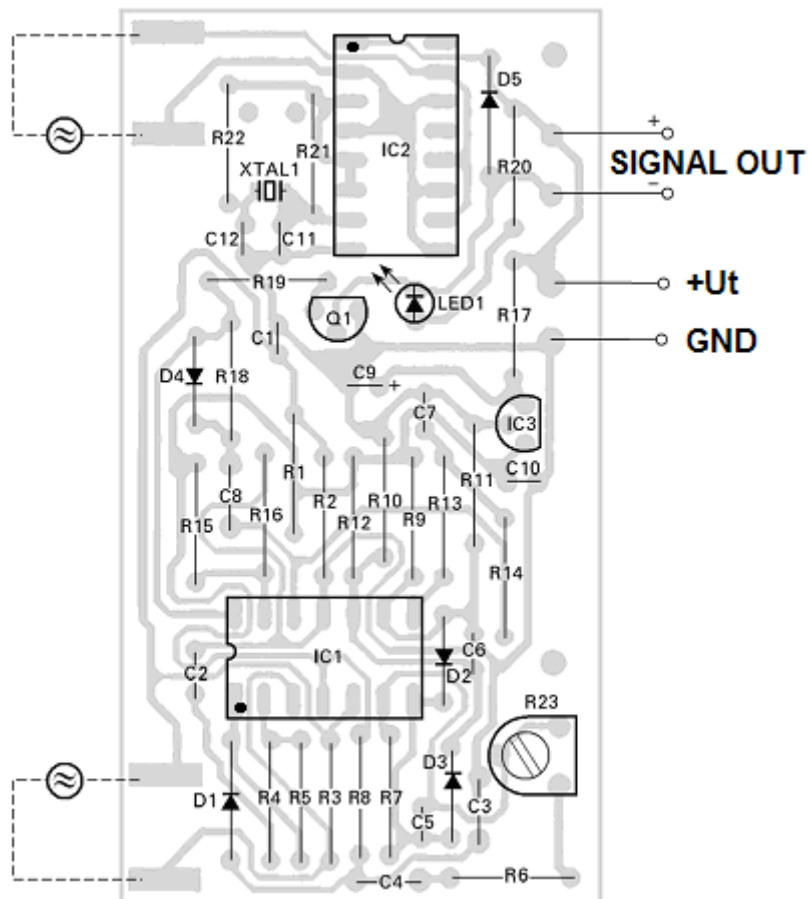 D5
R22
R21
IC2
R20
+
SIGNAL OUT
−
XTAL1
C12
C11
R19
LED1
+Ut
Q1
R17
C1
GND
D4
R18
C9
+
C7
IC3
R1
C10
C8
R2
R10
R11
R13
R15
R16
R12
R9
R14
IC1
C6
C2
D2
R23
D3
D1
R4
R5
R3
R8
R7
C5
C3
C4
R6